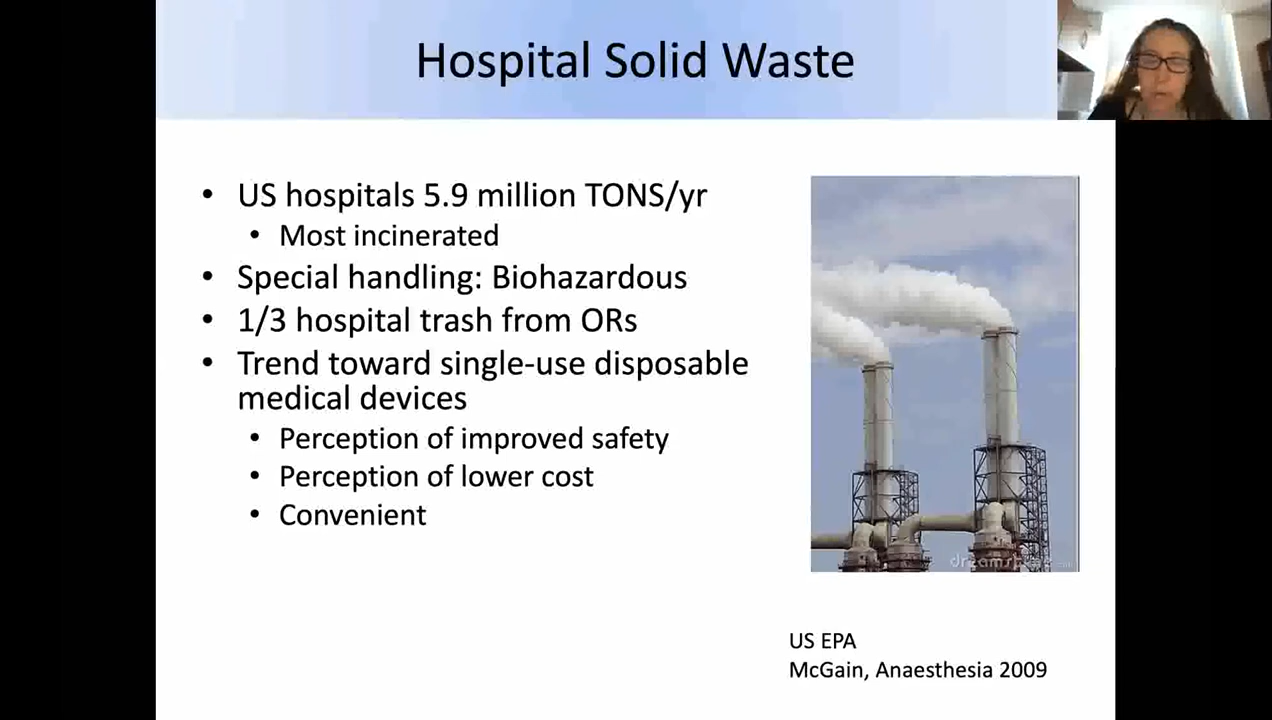 Hospital Solid Waste
• US hospitals 5.9 million TONS/yr
• Most incinerated
• Special handling: Biohazardous
• 1/3 hospital trash from ORs
• Trend toward single-use disposable
medical devices
• Perception of improved safety
• Perception of lower cost
• Convenient
US EPA
McGain, Anaesthesia 2009